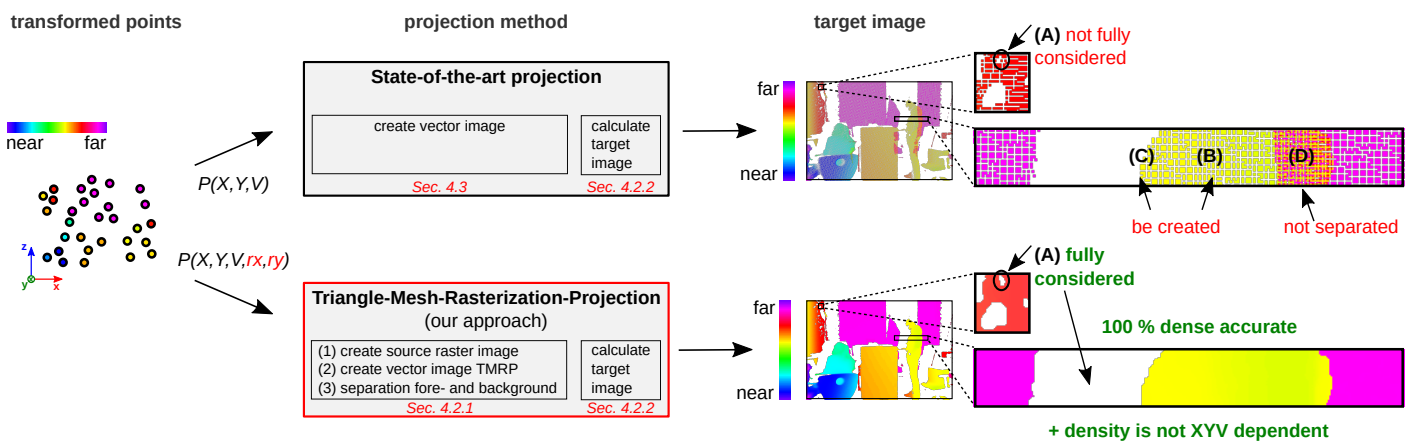 transformed points
projection method
target image
near
far
P(X,Y,V)
P(X,Y,V,rx,ry)
z
y
x
State-of-the-art projection
create vector image
calculate
target
image
Sec. 4.3
Sec. 4.2.2
Triangle-Mesh-Rasterization-Projection
(our approach)
(1) create source raster image
(2) create vector image TMRP
(3) separation fore- and background
calculate
target
image
Sec. 4.2.1
Sec. 4.2.2
far
near
(A) not fully
considered
(C)
(B)
(D)
be created
not separated
far
near
(A) fully
considered
100 % dense accurate
+ density is not XYV dependent